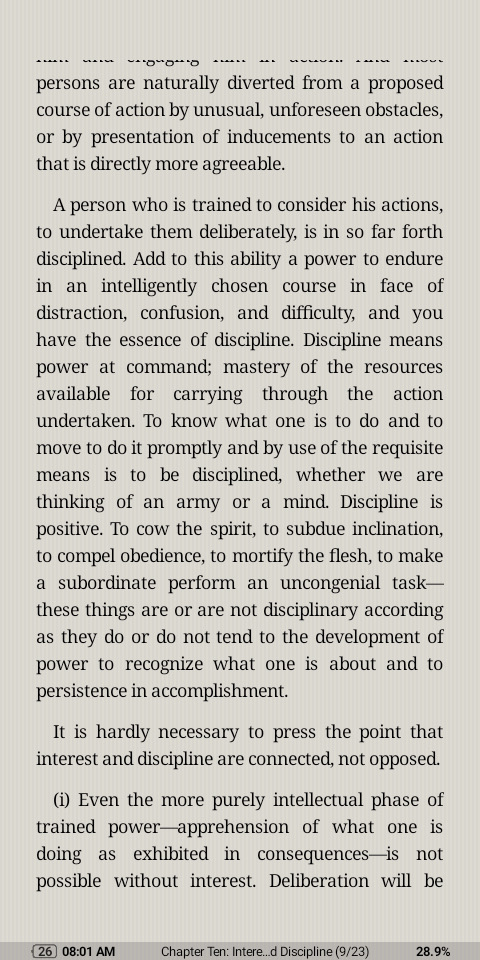 him and engaging him in action. And most
persons are naturally diverted from a proposed
course of action by unusual, unforeseen obstacles,
or by presentation of inducements to an action
that is directly more agreeable.
A person who is trained to consider his actions,
to undertake them deliberately, is in so far forth
disciplined. Add to this ability a power to endure
in an intelligently chosen course in face of
distraction, confusion, and difficulty, and you
have the essence of discipline. Discipline means
power at command; mastery of the resources
available for carrying through the action
undertaken. To know what one is to do and to
move to do it promptly and by use of the requisite
means is to be disciplined, whether we are
thinking of an army or a mind. Discipline is
positive. To cow the spirit, to subdue inclination,
to compel obedience, to mortify the flesh, to make
a subordinate perform an uncongenial task—
these things are or are not disciplinary according
as they do or do not tend to the development of
power to recognize what one is about and to
persistence in accomplishment.
It is hardly necessary to press the point that
interest and discipline are connected, not opposed.
(i) Even the more purely intellectual phase of
trained power—apprehension of what one is
doing as exhibited in consequences—is not
possible without interest. Deliberation will be
26 08:01 AM Chapter Ten: Intere...d Discipline (9/23) 28.9%